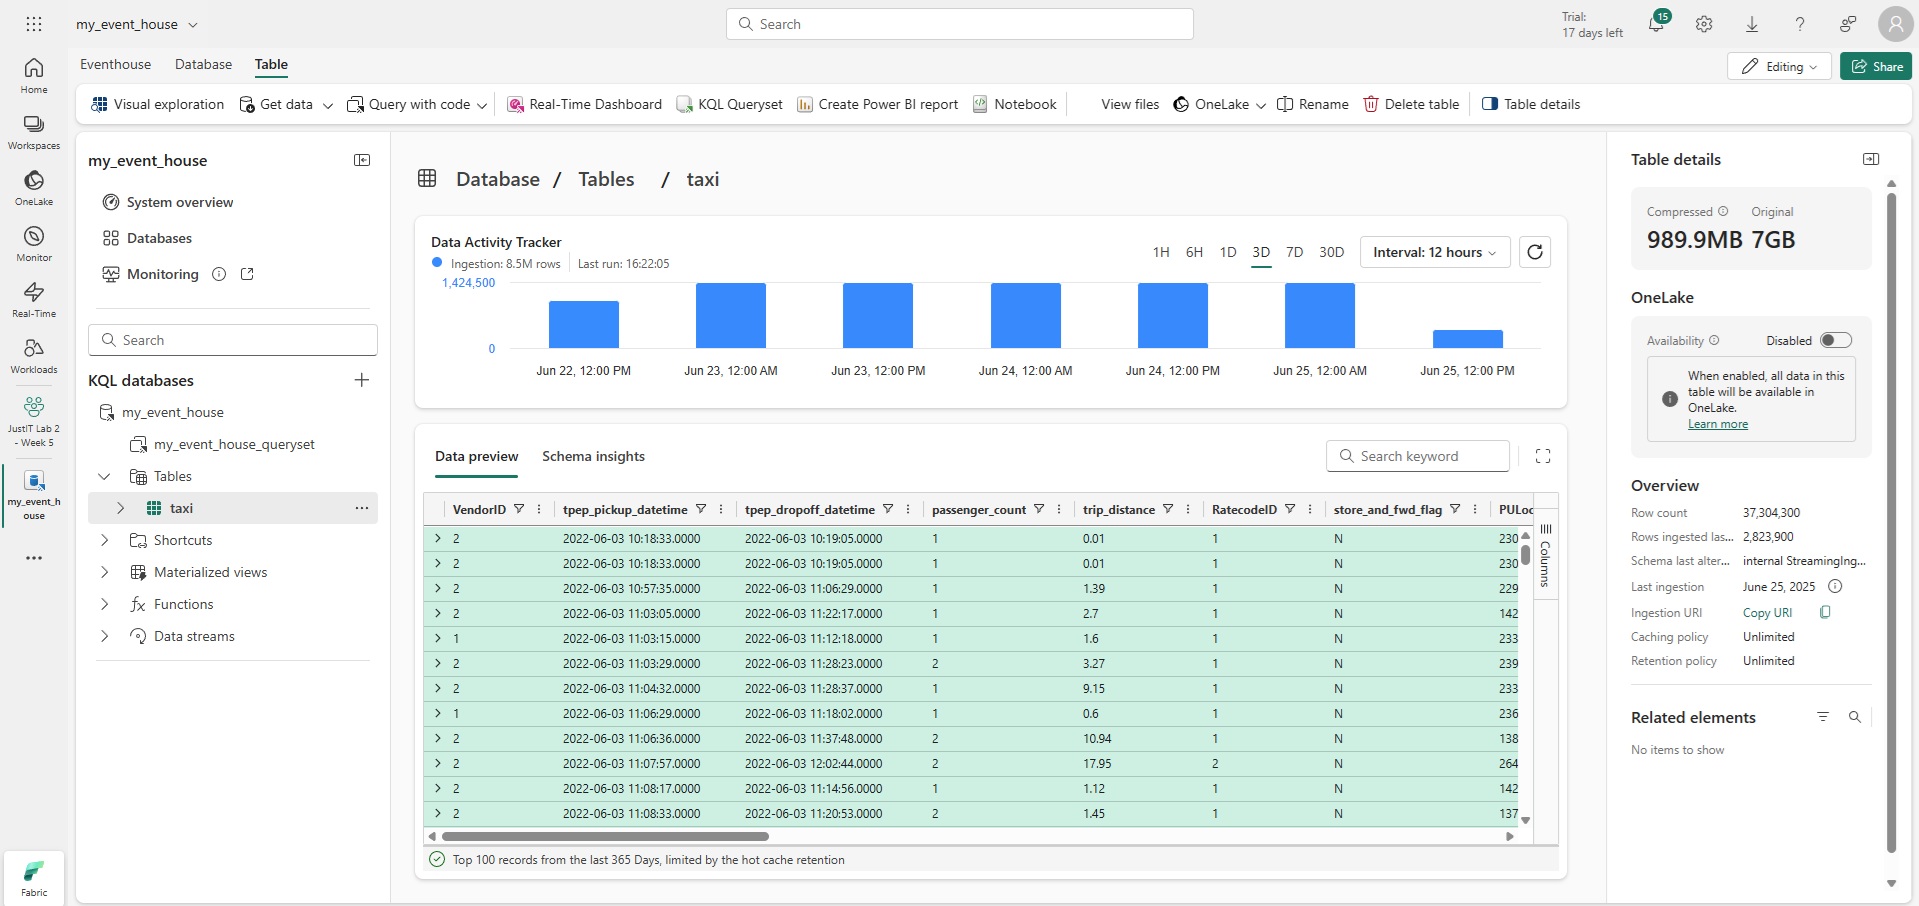 my_event_house
Search
Trial:
17 days left
15
Eventhouse Database Table
Editing
Share
Visual exploration Get data Query with code Real-Time Dashboard KQL Queryset Create Power BI report Notebook View files OneLake Rename Delete table Table details
Home
Workspaces
OneLake
Monitor
Real-Time
Workloads
JustIT Lab 2
- Week 5
my_event_h
ouse
Fabric
my_event_house
System overview
Databases
Monitoring
Search
KQL databases
my_event_house
my_event_house_queryset
Tables
taxi
Shortcuts
Materialized views
fx Functions
Data streams
Database / Tables / taxi
Data Activity Tracker
Ingestion: 8.5M rows Last run: 16:22:05
1H 6H 1D 3D 7D 30D Interval: 12 hours
1,424,500
0
Jun 22, 12:00 PM Jun 23, 12:00 AM Jun 23, 12:00 PM Jun 24, 12:00 AM Jun 24, 12:00 PM Jun 25, 12:00 AM Jun 25, 12:00 PM
Data preview Schema insights
Search keyword
VendorID tpep_pickup_datetime tpep_dropoff_datetime passenger_count trip_distance RatecodeID store_and_fwd_flag PULoc
2 2022-06-03 10:18:33.0000 2022-06-03 10:19:05.0000 1 0.01 1 N 230
2 2022-06-03 10:18:33.0000 2022-06-03 10:19:05.0000 1 0.01 1 N 230
2 2022-06-03 10:57:35.0000 2022-06-03 11:06:29.0000 1 1.39 1 N 229
2 2022-06-03 11:03:05.0000 2022-06-03 11:22:17.0000 1 2.7 1 N 142
1 2022-06-03 11:03:15.0000 2022-06-03 11:12:18.0000 1 1.6 1 N 233
2 2022-06-03 11:03:29.0000 2022-06-03 11:28:23.0000 2 3.27 1 N 239
2 2022-06-03 11:04:32.0000 2022-06-03 11:28:37.0000 1 9.15 1 N 233
1 2022-06-03 11:06:29.0000 2022-06-03 11:18:02.0000 1 0.6 1 N 236
2 2022-06-03 11:06:36.0000 2022-06-03 11:37:48.0000 2 10.94 1 N 138
2 2022-06-03 11:07:57.0000 2022-06-03 12:02:44.0000 2 17.95 2 N 264
2 2022-06-03 11:08:17.0000 2022-06-03 11:14:56.0000 1 1.12 1 N 142
2 2022-06-03 11:08:33.0000 2022-06-03 11:20:53.0000 2 1.45 1 N 137
Columns
Top 100 records from the last 365 Days, limited by the hot cache retention
Table details
Compressed Original
989.9MB 7GB
OneLake
Availability Disabled
When enabled, all data in this
table will be available in
OneLake.
Learn more
Overview
Row count 37,304,300
Rows ingested las... 2,823,900
Schema last alter... internal StreamingIng...
Last ingestion June 25, 2025
Ingestion URI Copy URI
Caching policy Unlimited
Retention policy Unlimited
Related elements
No items to show